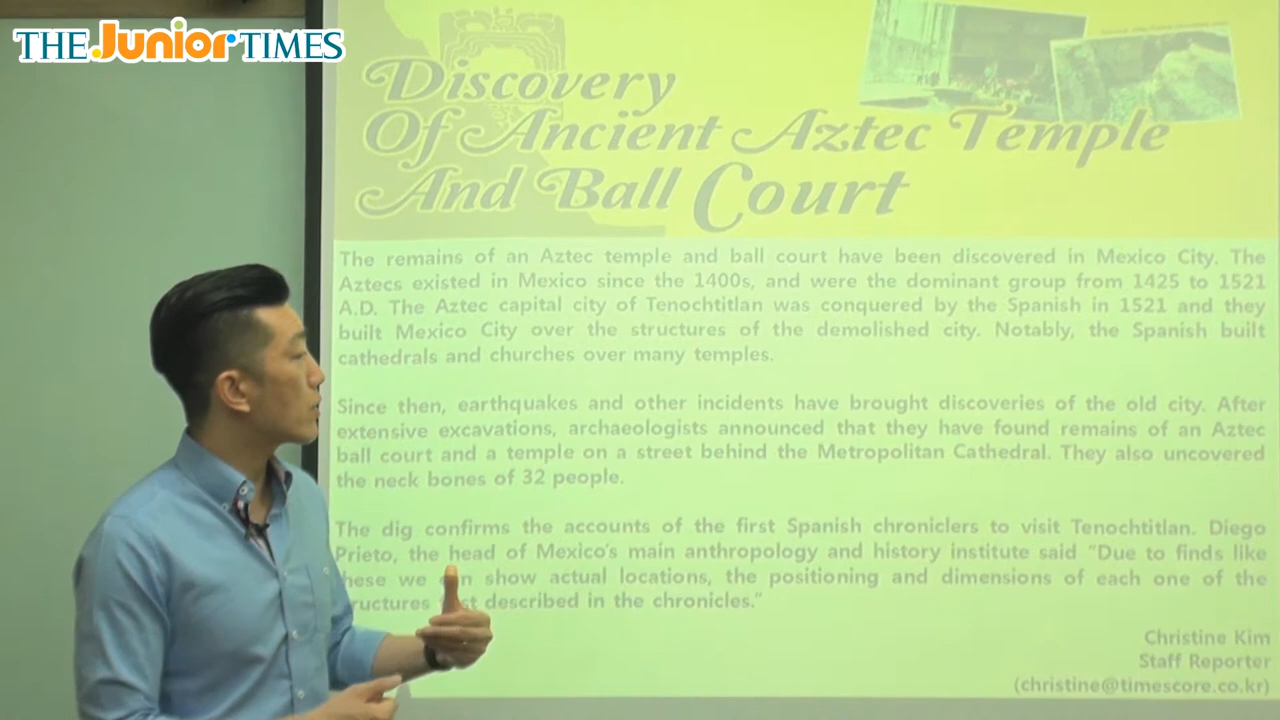 THE Junior TIMES
Discovery
Of Ancient Aztec Temple
And Ball Court
The remains of an Aztec temple and ball court have been discovered in Mexico City. The
Aztecs existed in Mexico since the 1400s, and were the dominant group from 1425 to 1521
A.D. The Aztec capital city of Tenochtitlan was conquered by the Spanish in 1521 and they
built Mexico City over the structures of the demolished city. Notably, the Spanish built
cathedrals and churches over many temples.
Since then, earthquakes and other incidents have brought discoveries of the old city. After
extensive excavations, archaeologists announced that they have found remains of an Aztec
ball court and a temple on a street behind the Metropolitan Cathedral. They also uncovered
the neck bones of 32 people.
The dig confirms the accounts of the first Spanish chroniclers to visit Tenochtitlan. Diego
Prieto, the head of Mexico's main anthropology and history institute said "Due to finds like
hese we n show actual locations, the positioning and dimensions of each one of the
ructures st described in the chronicles."
Christine Kim
Staff Reporter
(christine@timescore.co.kr)